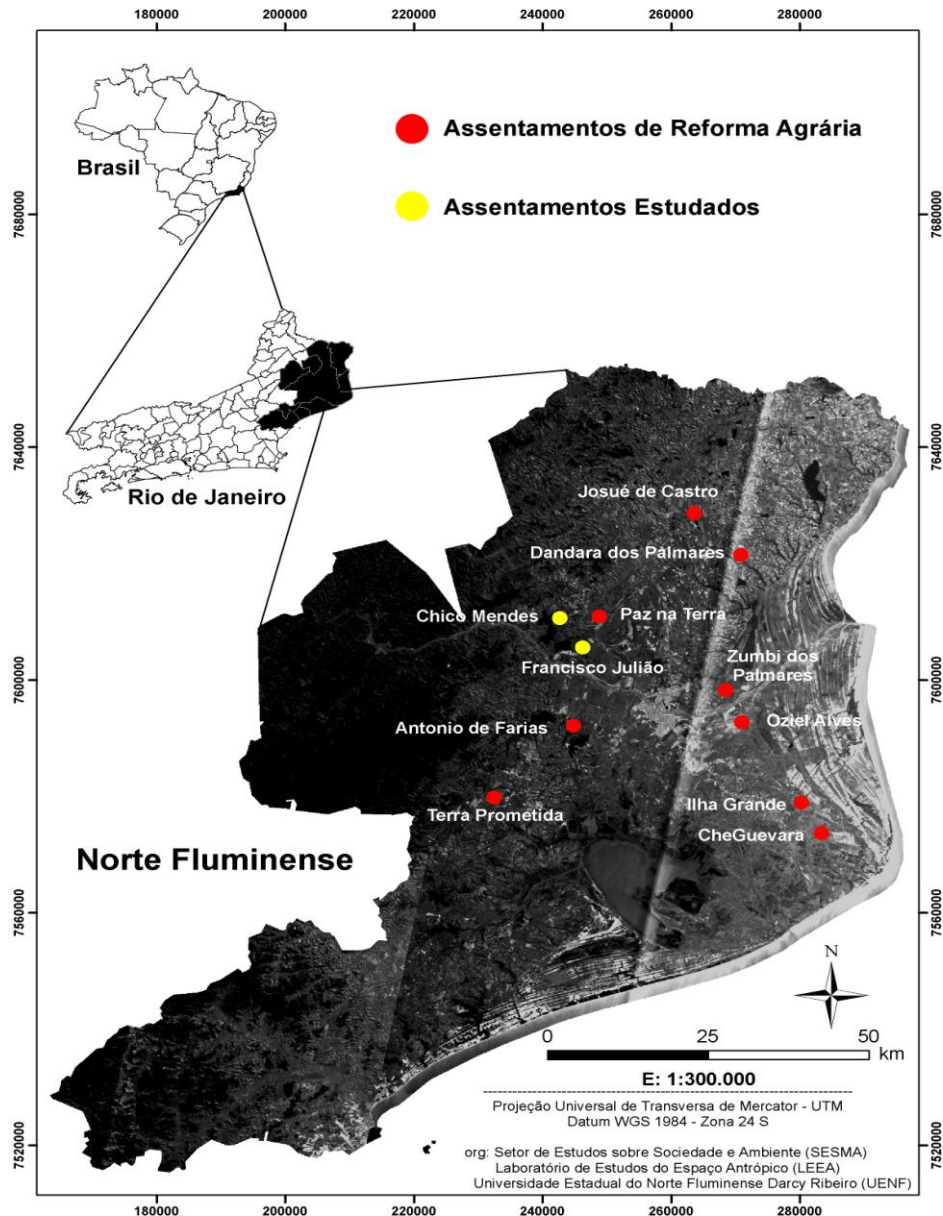 180000 200000 220000 240000 260000 280000
Assentamentos de Reforma Agrária
Brasil
Assentamentos Estudados
7680000 7680000
7640000 7640000
Rio de Janeiro
Josué de Castro
Dandara dos Palmares
Chico Mendes
Paz na Terra
Francisco Julião
Zumbi dos
Palmares
7600000 7600000
Oziel Alves
Antonio de Farias
Terra Prometida
Ilha Grande
CheGuevara
Norte Fluminense
7560000 7560000
N
0 25 50
km
E: 1:300.000
Projeção Universal de Transversa de Mercator - UTM
Datum WGS 1984 - Zona 24 S
7520000 7520000
org: Setor de Estudos sobre Sociedade e Ambiente (SESMA)
Laboratório de Estudos do Espaço Antrópico (LEEA)
Universidade Estadual do Norte Fluminense Darcy Ribeiro (UENF)
180000 200000 220000 240000 260000 280000